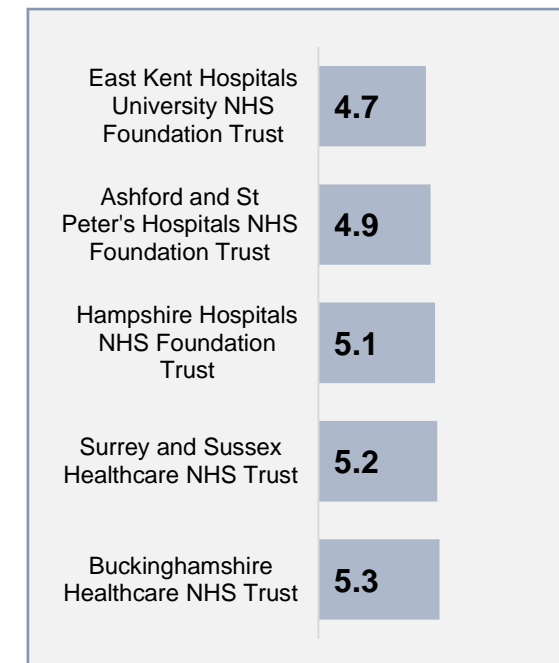 East Kent Hospitals
University NHS
Foundation Trust
4.7
Ashford and St
Peter's Hospitals NHS
Foundation Trust
4.9
Hampshire Hospitals
NHS Foundation
Trust
5.1
Surrey and Sussex
Healthcare NHS Trust
5.2
Buckinghamshire
Healthcare NHS Trust
5.3